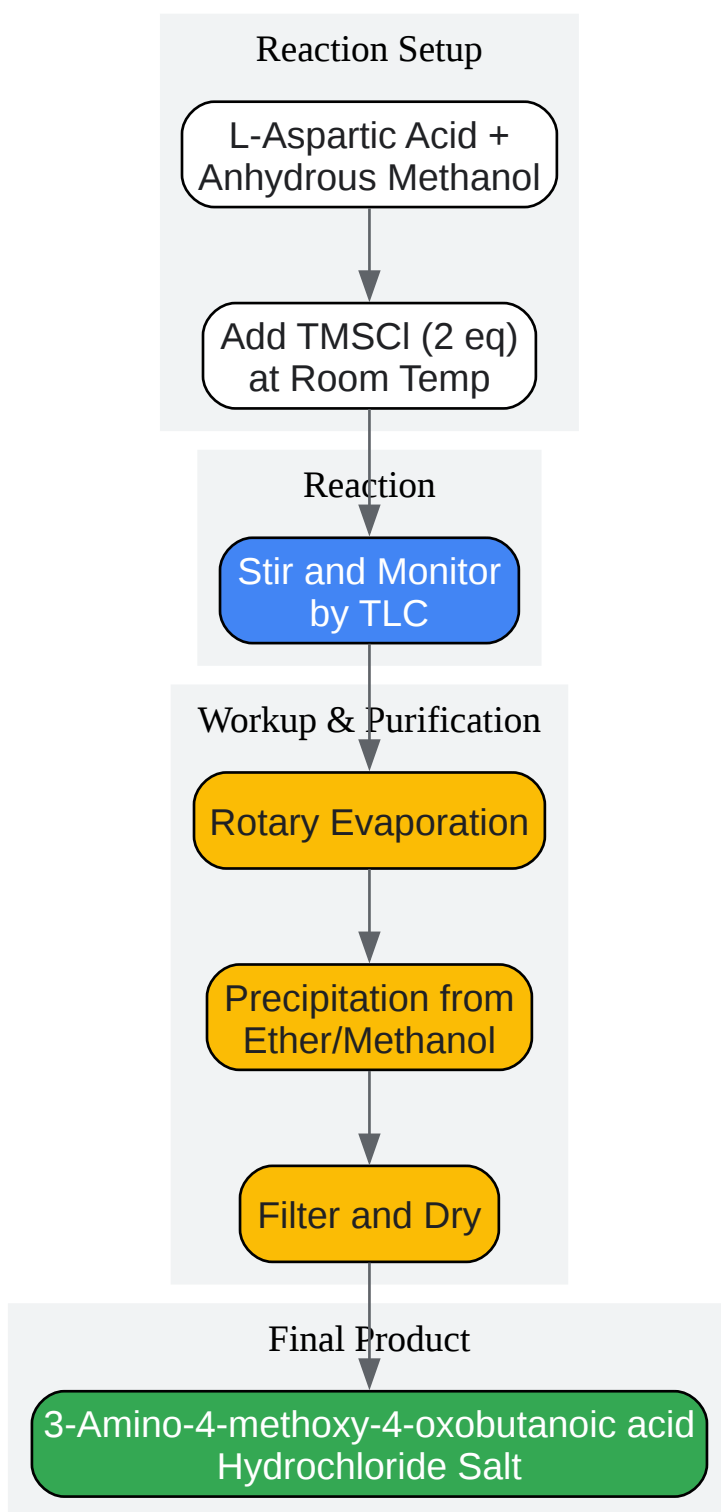 Reaction Setup
L-Aspartic Acid +
Anhydrous Methanol
Add TMSCl (2 eq)
at Room Temp
Reaction
Stir and Monitor
by TLC
Workup & Purification
Rotary Evaporation
Precipitation from
Ether/Methanol
Filter and Dry
Final Product
3-Amino-4-methoxy-4-oxobutanoic acid
Hydrochloride Salt